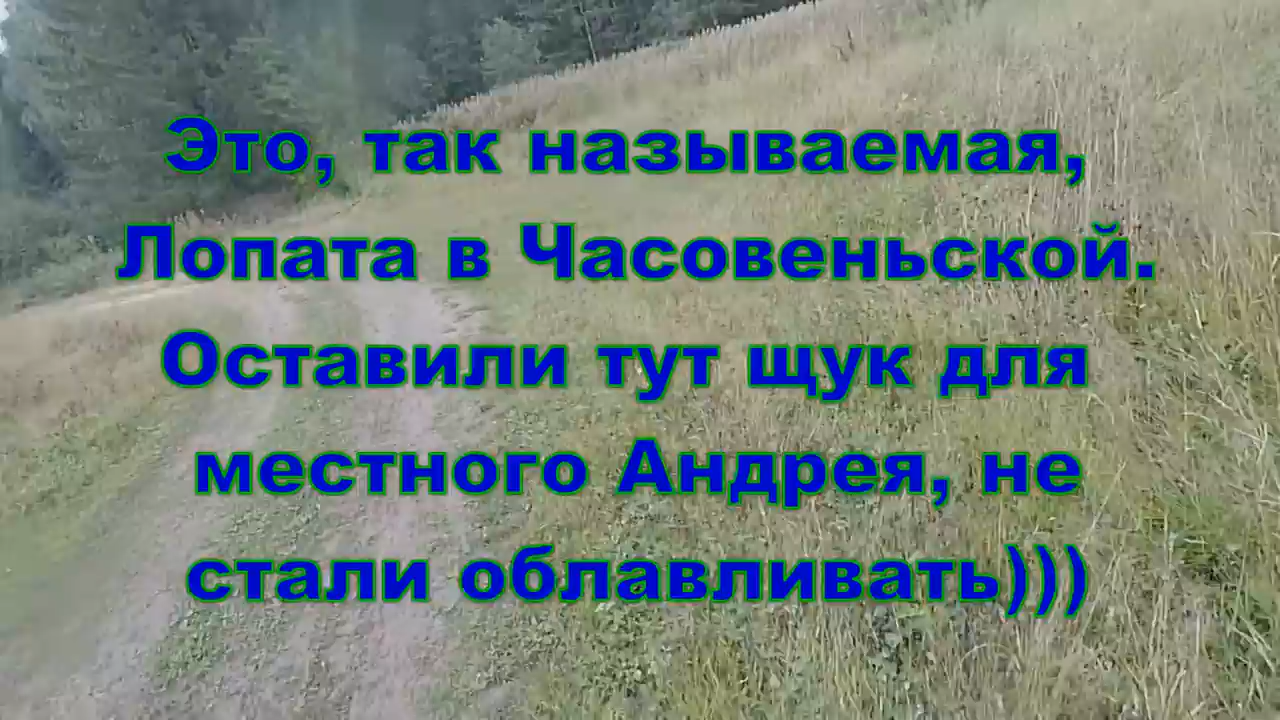 Это, так называемая,
Лопата в Часовеньской.
Оставили тут щук для
местного Андрея, не
стали облавливать)))